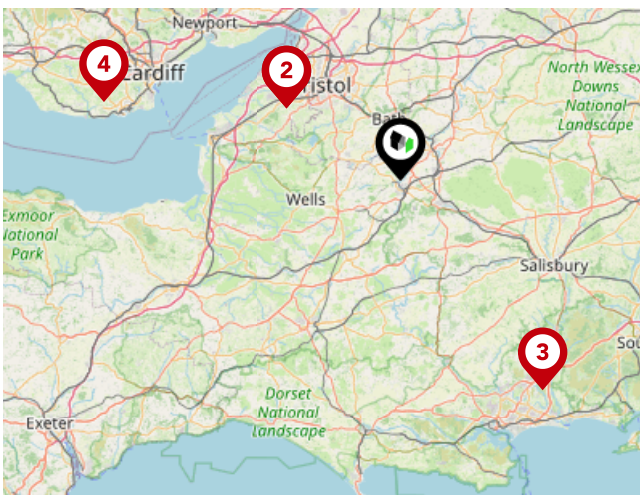 Newport
4
Cardiff
2
ristol
North Wessex
Downs
National
Landscape
Bath
Wells
Exmoor
National
Park
Salisbury
3
Sou
Dorset
National
Landscape
Exeter